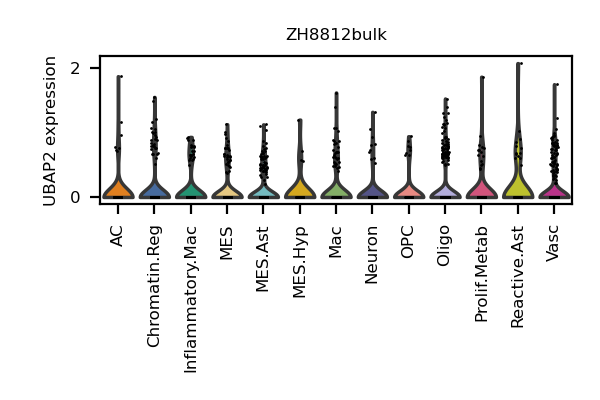 ZH8812bulk
UBAP2 expression
2
0
AC
Chromatin.Reg
Inflammatory.Mac
MES
MES.Ast
MES.Hyp
Mac
Neuron
OPC
Oligo
Prolif.Metab
Reactive.Ast
Vasc